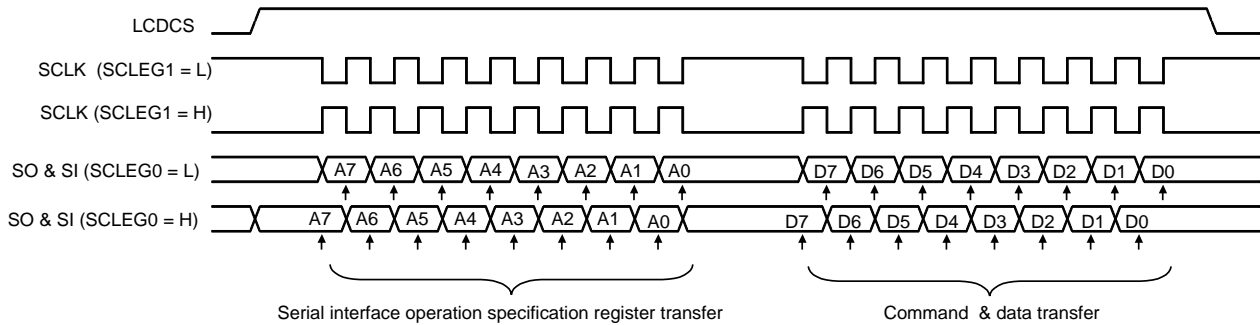 LCDCS
SCLK (SCLEG1 = L)
SCLK (SCLEG1 = H)
SO & SI (SCLEG0 = L) A7 A6 A5 A4 A3 A2 A1 A0 D7 D6 D5 D4 D3 D2 D1 D0
SO & SI (SCLEG0 = H) A7 A6 A5 A4 A3 A2 A1 A0 D7 D6 D5 D4 D3 D2 D1 D0
Serial interface operation specification register transfer Command & data transfer